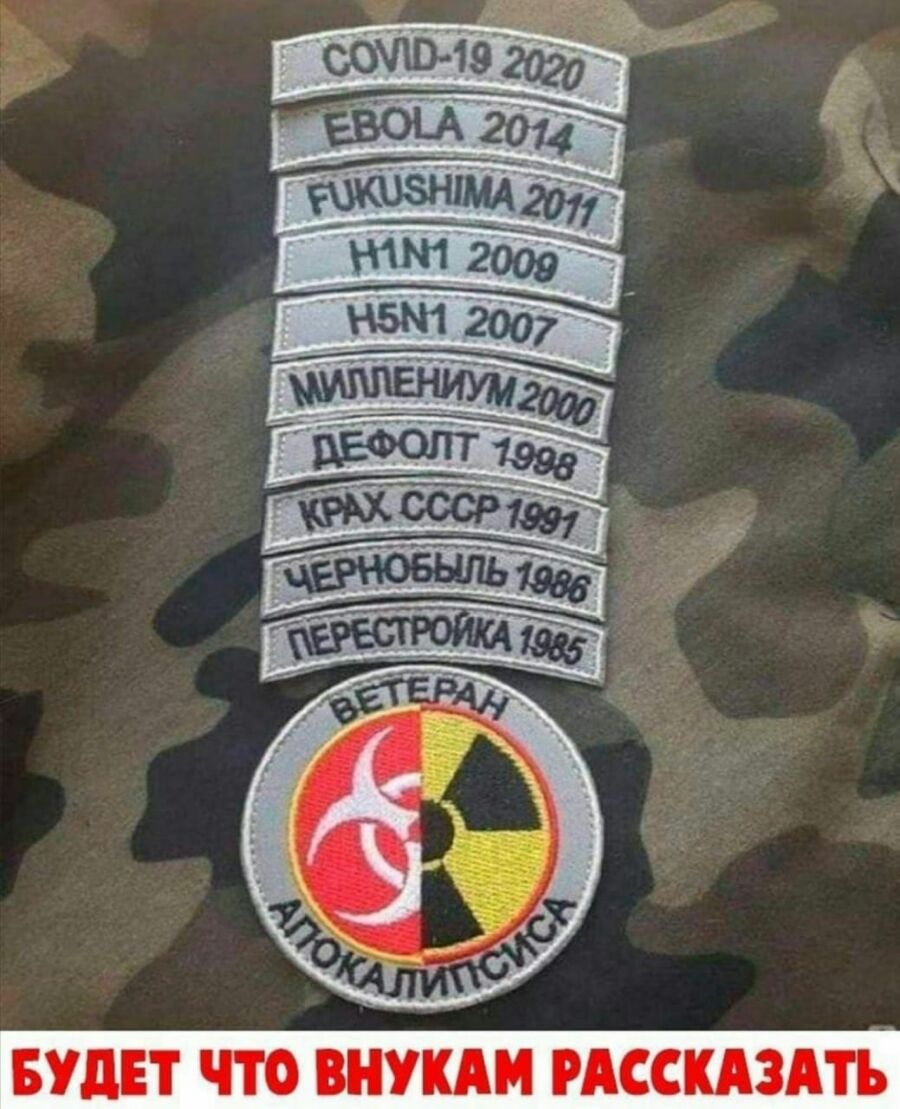 COVID-19 2020
EBOLA 2014
FUKUSHIMA 2011
H1N1 2009
H5N1 2007
МИЛЛЕНИУМ 2000
ДЕФОЛТ 1998
КРАХ СССР 1991
ЧЕРНОБЫЛЬ 1986
ПЕРЕСТРОЙКА 1985
ВЕТЕРАН
АПОКАЛИПСИСА
БУДЕТ ЧТО ВНУКАМ РАССКАЗАТЬ